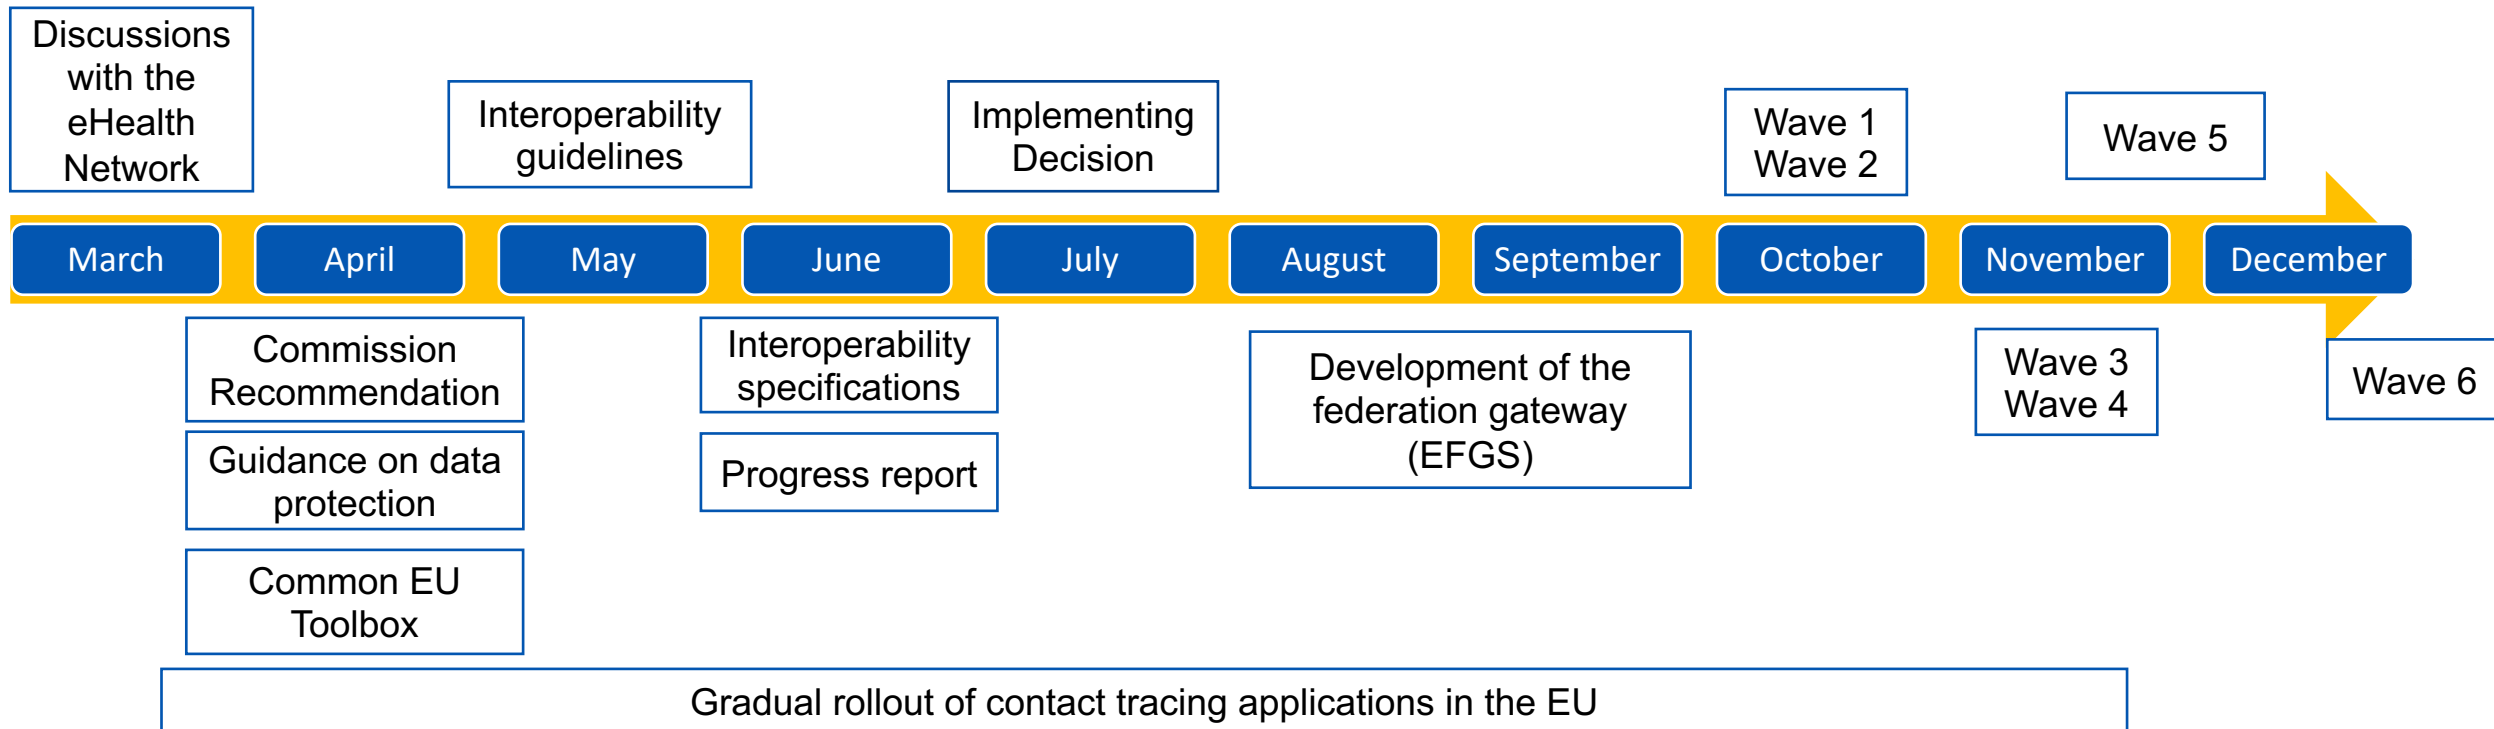 Discussions
with the
eHealth
Network
Interoperability
guidelines
Implementing
Decision
Wave 1
Wave 2
Wave 5
March
April
May
June
July
August
September
October
November
December
Commission
Recommendation
Guidance on data
protection
Common EU
Toolbox
Interoperability
specifications
Progress report
Development of the
federation gateway
(EFGS)
Wave 3
Wave 4
Wave 6
Gradual rollout of contact tracing applications in the EU